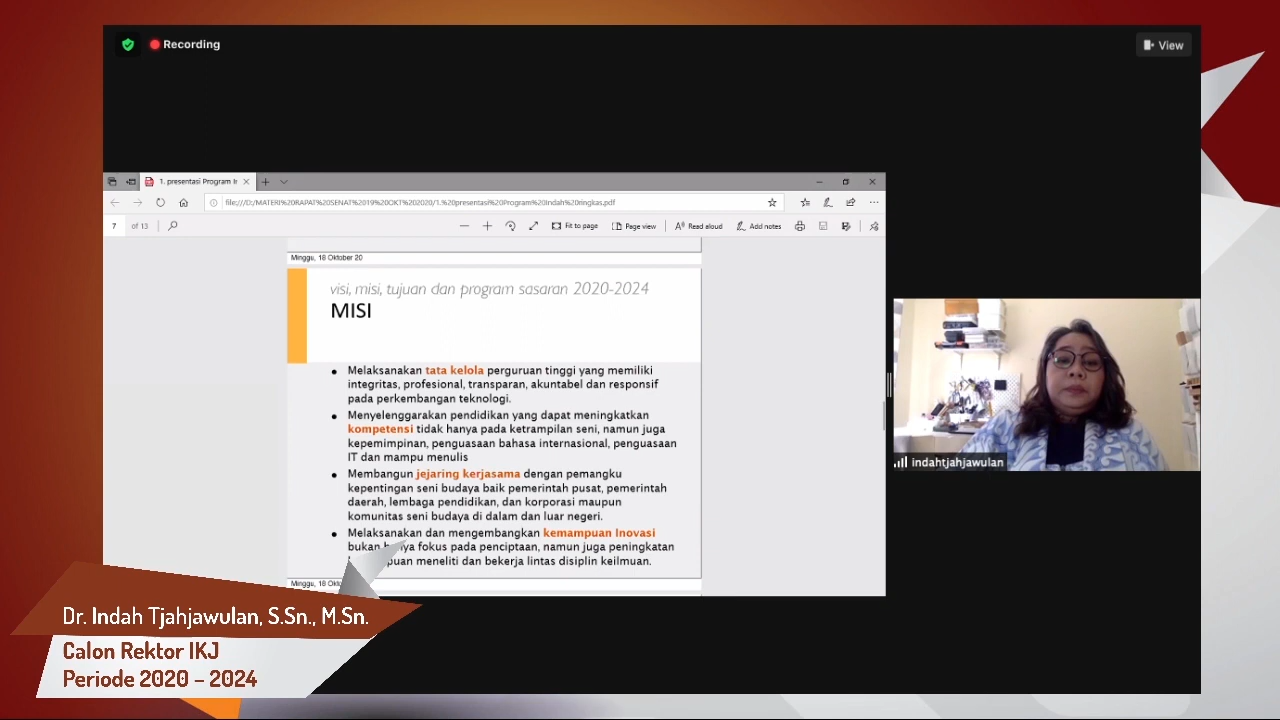 Recording
View
1. presentasi Program Ir
file:///D:/MATERI%20RAPAT%20SENAT%2019%20OKT%202020/1.%20presentasi%20Program%20Indah%20ringkas.pdf
7 of 13
Fit to page
Page view
Read aloud
Add notes
Minggu, 18 Oktober 20
visi, misi, tujuan dan program sasaran 2020-2024
MISI
● Melaksanakan tata kelola perguruan tinggi yang memiliki
integritas, profesional, transparan, akuntabel dan responsif
pada perkembangan teknologi.
● Menyelenggarakan pendidikan yang dapat meningkatkan
kompetensi tidak hanya pada ketrampilan seni, namun juga
kepemimpinan, penguasaan bahasa internasional, penguasaan
IT dan mampu menulis
● Membangun jejaring kerjasama dengan pemangku
kepentingan seni budaya baik pemerintah pusat, pemerintah
daerah, lembaga pendidikan, dan korporasi maupun
komunitas seni budaya di dalam dan luar negeri.
● Melaksanakan dan mengembangkan kemampuan Inovasi
bukan hanya fokus pada penciptaan, namun juga peningkatan
meneliti dan bekerja lintas disiplin keilmuan.
Minggu, 18
indahtjahjawulan
Dr. Indah Tjahjawulan, S.Sn., M.Sn.
Calon Rektor IKJ
Periode 2020 – 2024